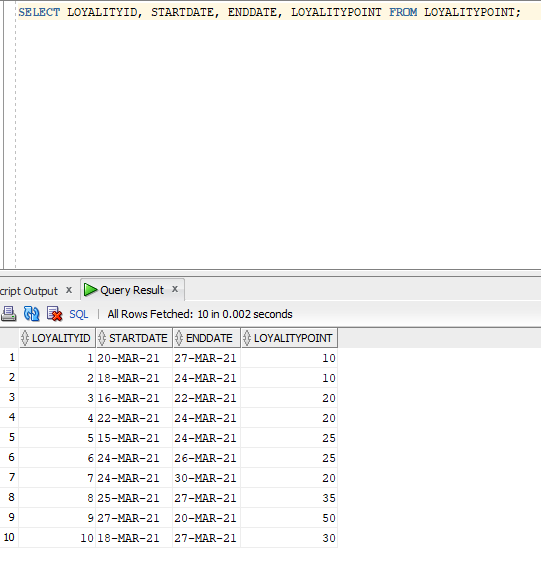 SELECT LOYALITYID, STARTDATE, ENDDATE, LOYALITYPOINT FROM LOYALITYPOINT;
cript Output x Query Result x
SQL | All Rows Fetched: 10 in 0.002 seconds
LOYALITYID STARTDATE ENDDATE LOYALITYPOINT
1 1 20-MAR-21 27-MAR-21 10
2 2 18-MAR-21 24-MAR-21 10
3 3 16-MAR-21 22-MAR-21 20
4 4 22-MAR-21 24-MAR-21 20
5 5 15-MAR-21 24-MAR-21 25
6 6 24-MAR-21 26-MAR-21 25
7 7 24-MAR-21 30-MAR-21 20
8 8 25-MAR-21 27-MAR-21 35
9 9 27-MAR-21 20-MAR-21 50
10 10 18-MAR-21 27-MAR-21 30